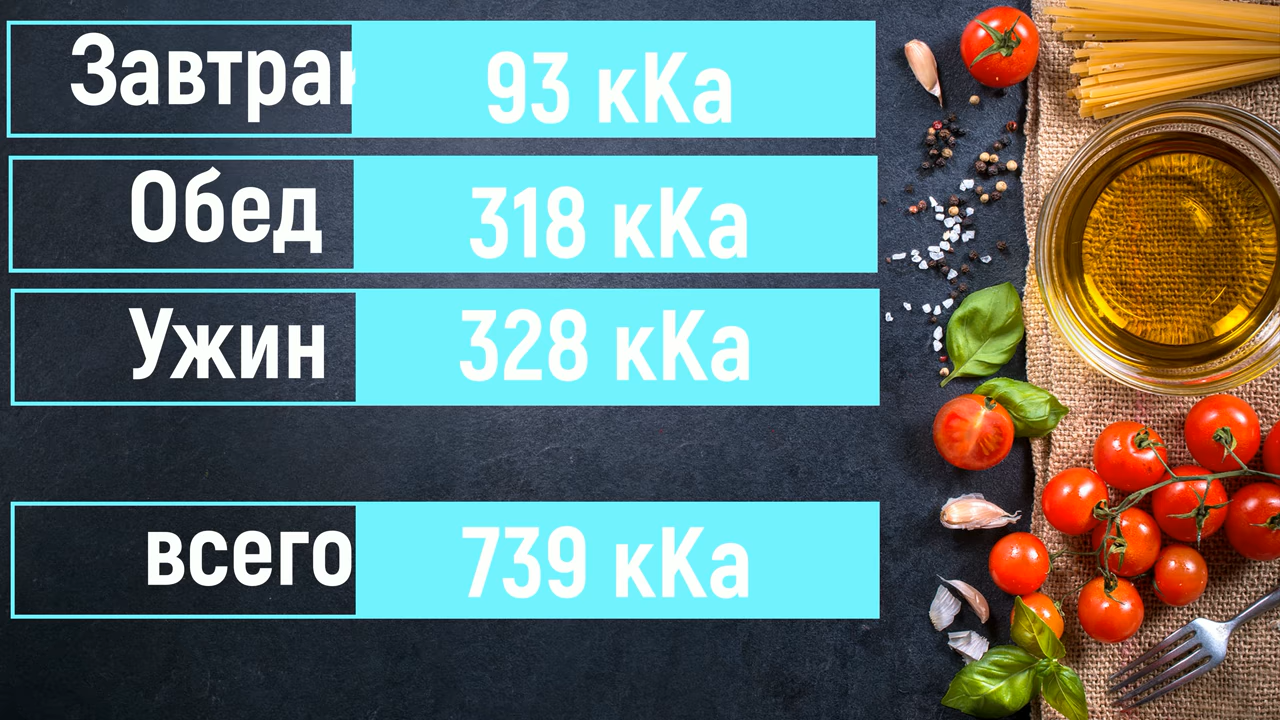 Завтрак 93 кКа
Обед 318 кКа
Ужин 328 кКа
всего 739 кКа